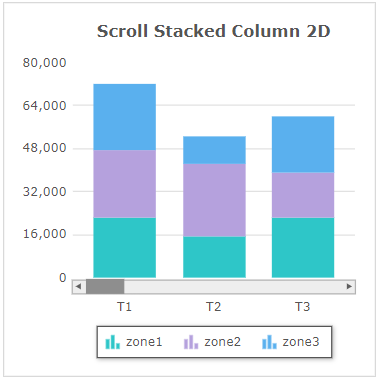 Scroll Stacked Column 2D
80,000
64,000
48,000
32,000
16,000
0
T1 T2 T3
zone1 zone2 zone3